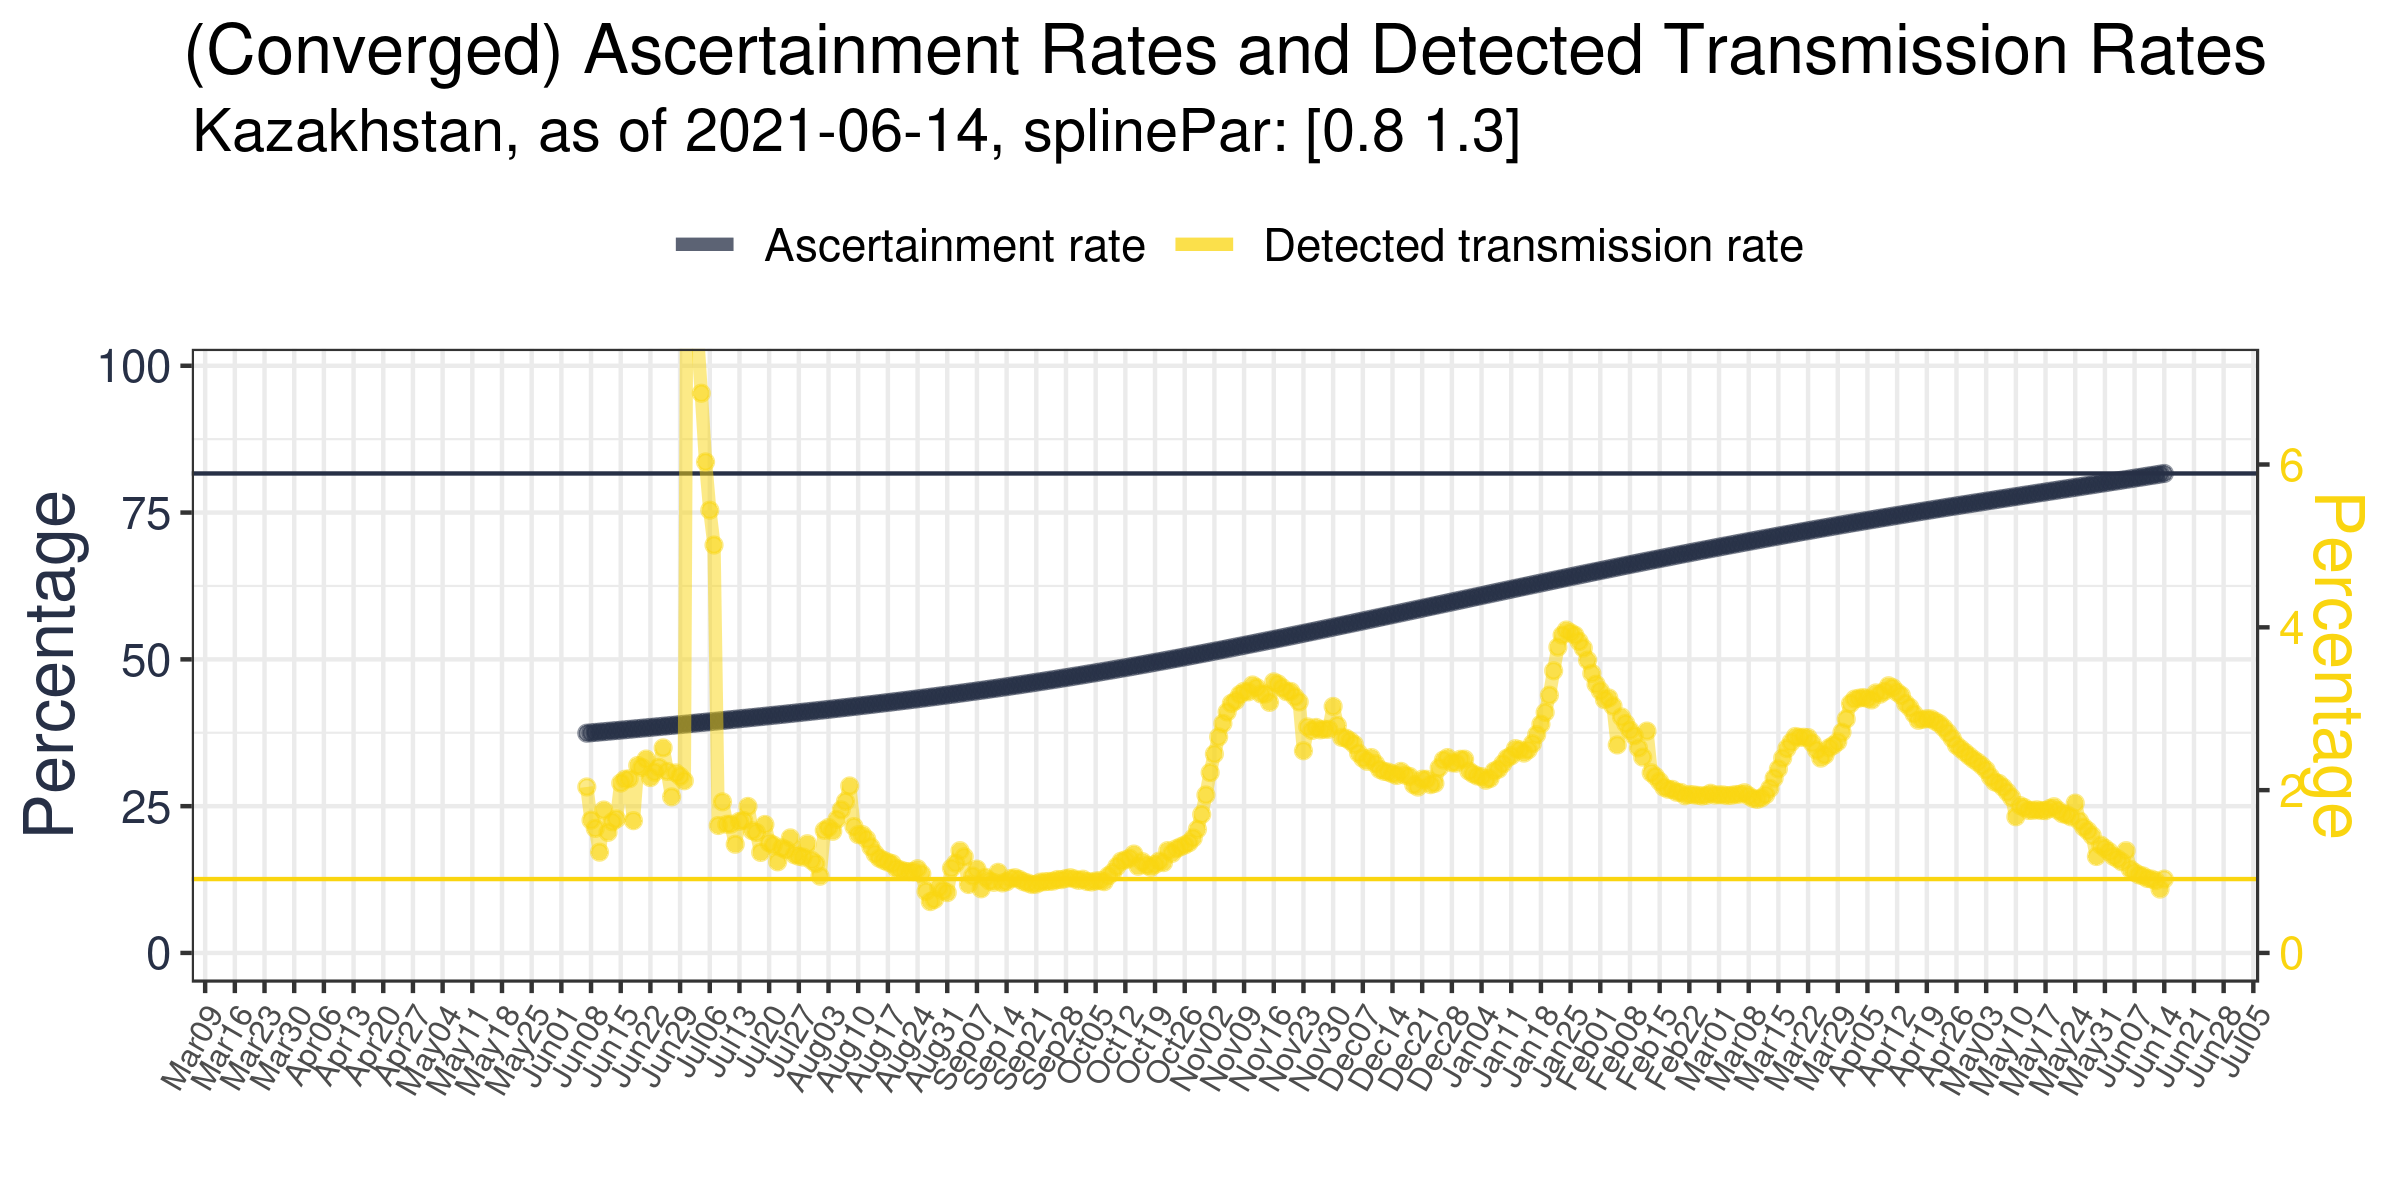 (Converged) Ascertainment Rates and Detected Transmission Rates
Kazakhstan, as of 2021-06-14, splinePar: [0.8 1.3]
Ascertainment rate
Detected transmission rate
Percentage
100
75
50
25
0
6
4
2
0
Percentage
Mar09
Mar16
Mar23
Mar30
Apr06
Apr13
Apr20
Apr27
May04
May11
May18
May25
Jun01
Jun08
Jun15
Jun22
Jun29
Jul06
Jul13
Jul20
Jul27
Aug03
Aug10
Aug17
Aug24
Aug31
Sep07
Sep14
Sep21
Sep28
Oct05
Oct12
Oct19
Oct26
Nov02
Nov09
Nov16
Nov23
Nov30
Dec07
Dec14
Dec21
Dec28
Jan04
Jan11
Jan18
Jan25
Feb01
Feb08
Feb15
Feb22
Mar01
Mar08
Mar15
Mar22
Mar29
Apr05
Apr12
Apr19
Apr26
May03
May10
May17
May24
May31
Jun07
Jun14
Jun21
Jun28
Jul05